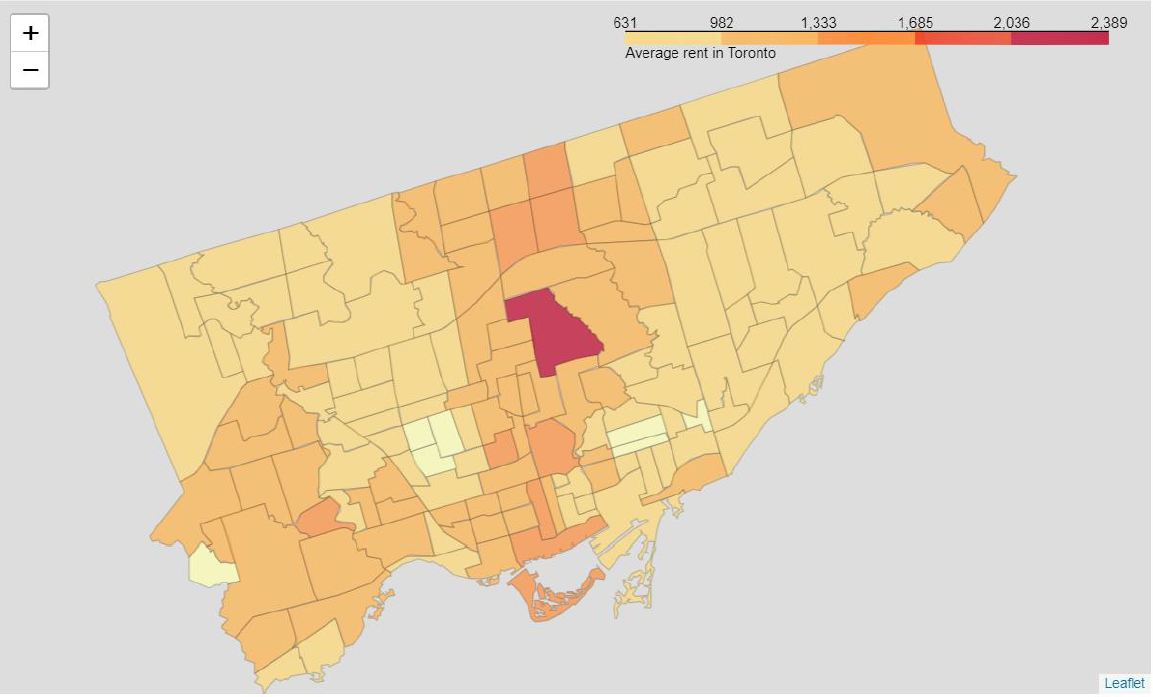 +
−
631 982 1,333 1,685 2,036 2,389
Average rent in Toronto
Leaflet